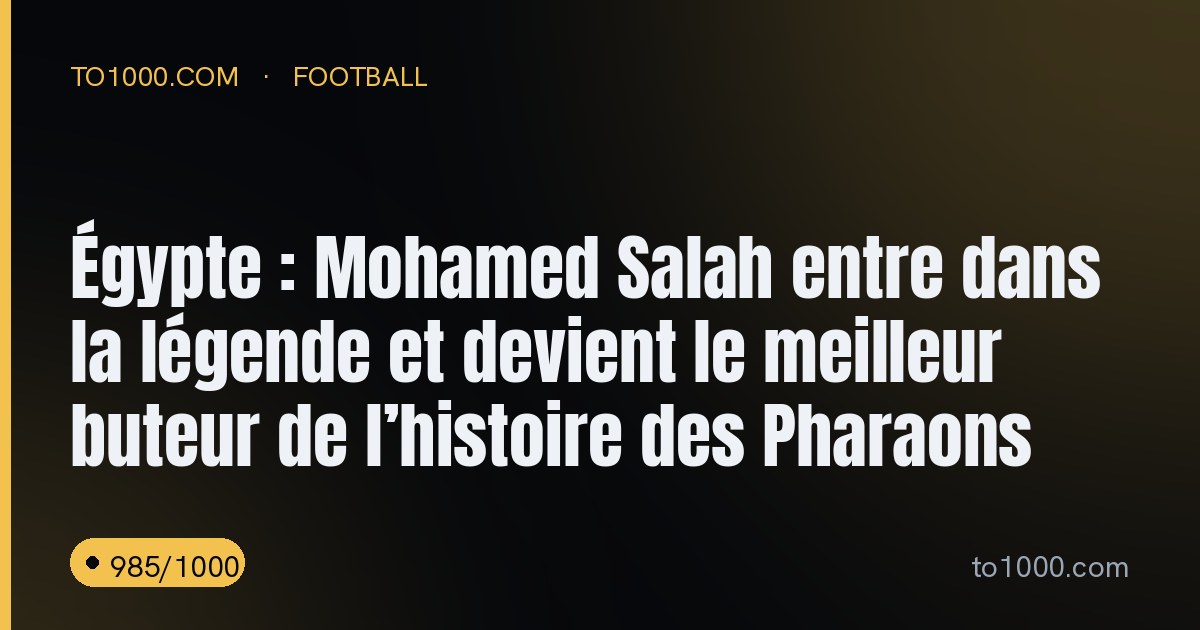 TO1000.COM · FOOTBALL
Égypte : Mohamed Salah entre dans
la légende et devient le meilleur
buteur de l’histoire des Pharaons
985/1000
to1000.com